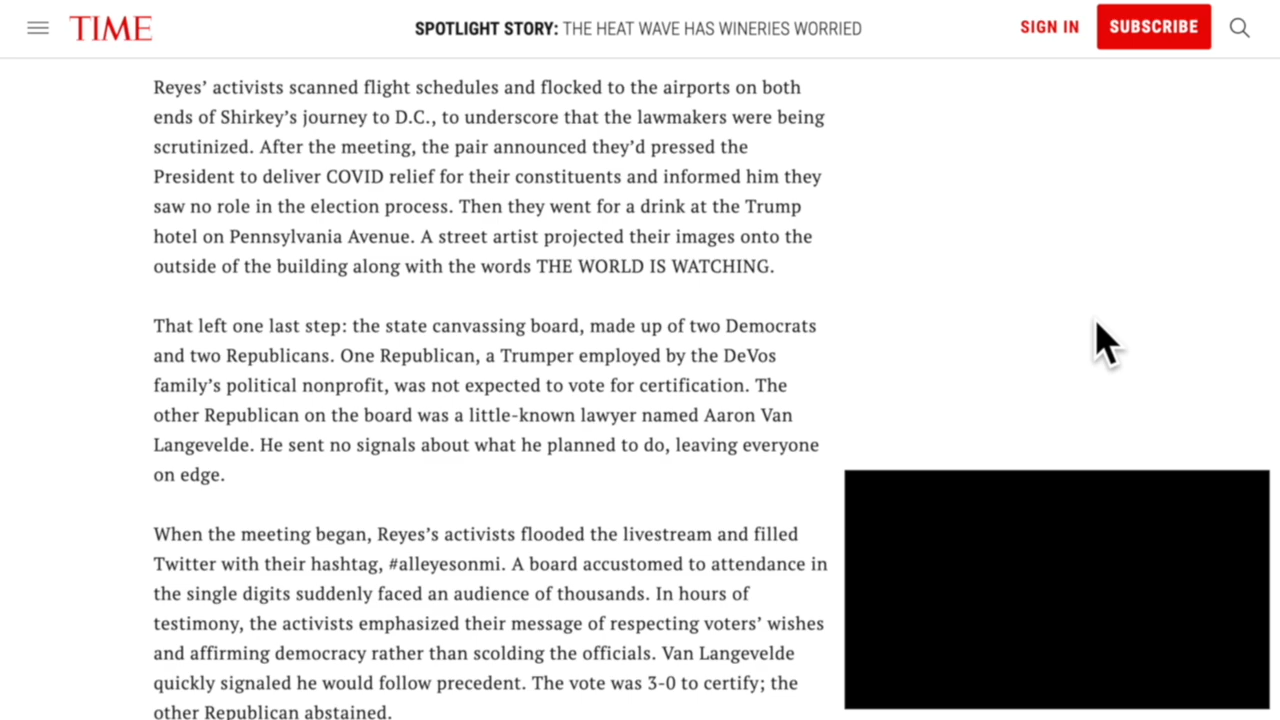 TIME
SPOTLIGHT STORY: THE HEAT WAVE HAS WINERIES WORRIED
SIGN IN
SUBSCRIBE
Reyes’ activists scanned flight schedules and flocked to the airports on both
ends of Shirkey’s journey to D.C., to underscore that the lawmakers were being
scrutinized. After the meeting, the pair announced they’d pressed the
President to deliver COVID relief for their constituents and informed him they
saw no role in the election process. Then they went for a drink at the Trump
hotel on Pennsylvania Avenue. A street artist projected their images onto the
outside of the building along with the words THE WORLD IS WATCHING.
That left one last step: the state canvassing board, made up of two Democrats
and two Republicans. One Republican, a Trumper employed by the DeVos
family’s political nonprofit, was not expected to vote for certification. The
other Republican on the board was a little-known lawyer named Aaron Van
Langevelde. He sent no signals about what he planned to do, leaving everyone
on edge.
When the meeting began, Reyes’s activists flooded the livestream and filled
Twitter with their hashtag, #alleyesonmi. A board accustomed to attendance in
the single digits suddenly faced an audience of thousands. In hours of
testimony, the activists emphasized their message of respecting voters’ wishes
and affirming democracy rather than scolding the officials. Van Langevelde
quickly signaled he would follow precedent. The vote was 3-0 to certify; the
other Republican abstained.